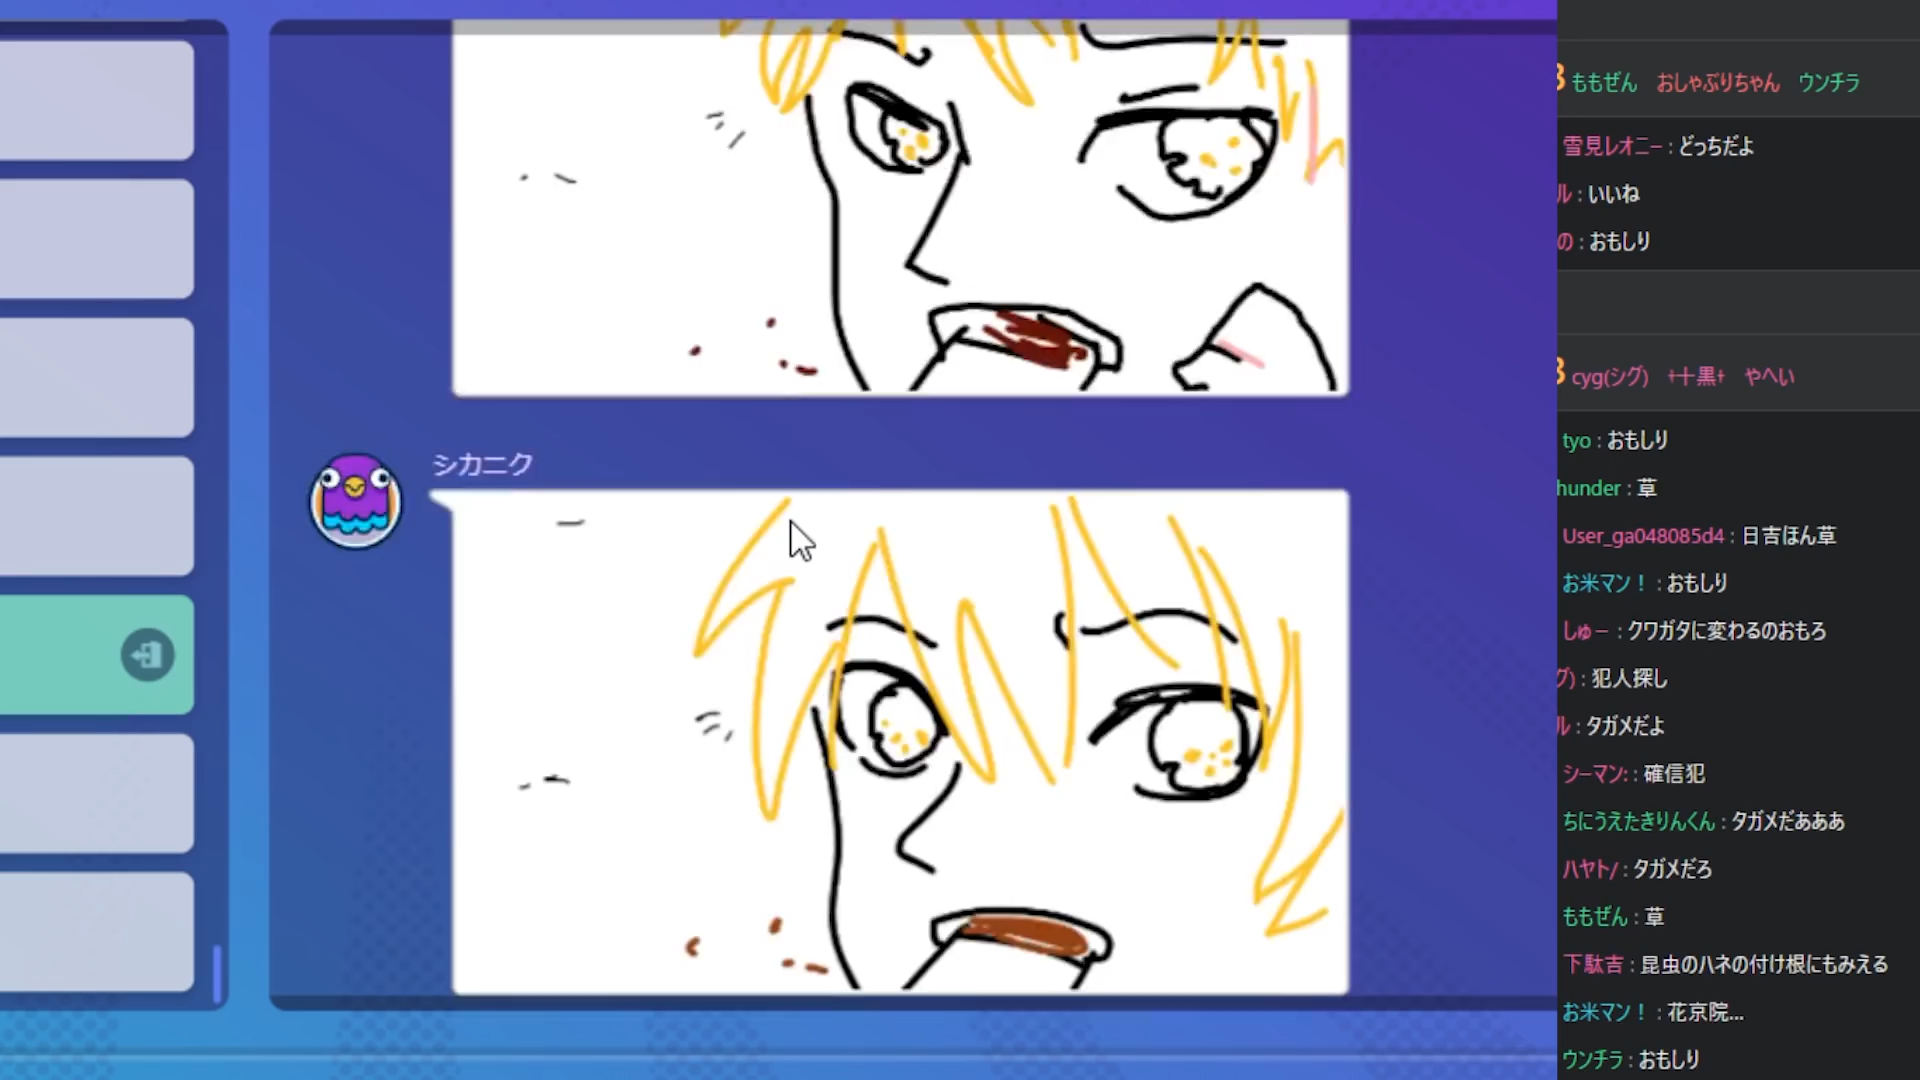 シカニク
ももぜん おしゃぶりちゃん ウンチラ
雪見レオニー : どっちだよ
ル : いいね
の : おもしり
cyg(シグ) ﾅ十黒ﾅ やへい
tyo : おもしり
hunder : 草
User_ga048085d4 : 日吉ほん草
お米マン！ : おもしり
しゅー : クワガタに変わるのおもろ
グ) : 犯人探し
ル : タガメだよ
シーマン: : 確信犯
ちにうえたきりんくん : タガメだあああ
ハヤト/ : タガメだろ
ももぜん : 草
下駄吉 : 昆虫のハネの付け根にもみえる
お米マン！ : 花京院...
ウンチラ : おもしり